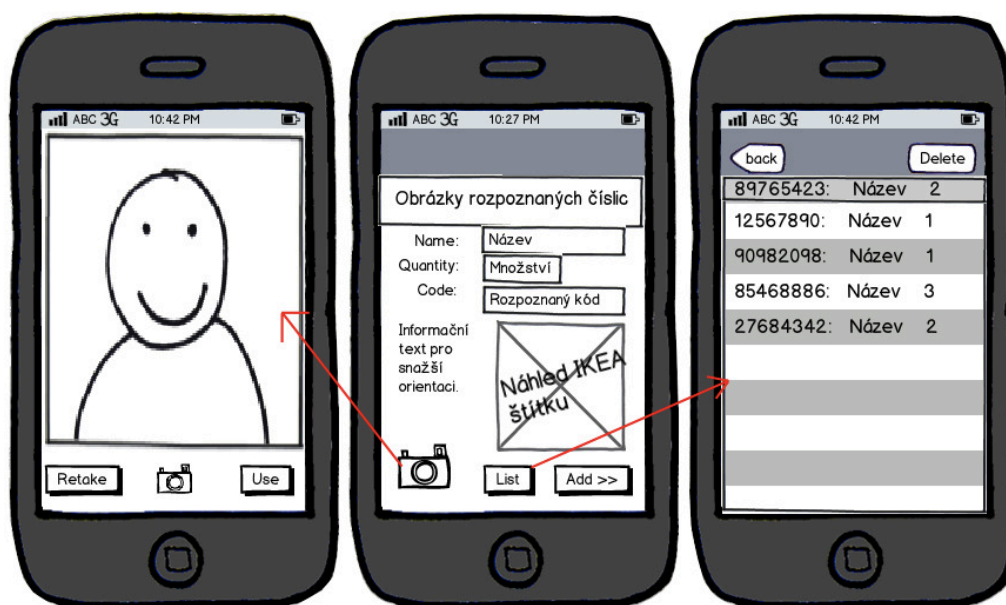 ABC 3G 10:42 PM
Retake
Use
ABC 3G 10:27 PM
Obrázky rozpoznaných číslic
Name: Název
Quantity: Množství
Code: Rozpoznaný kód
Informační
text pro
snažší
orientaci.
Náhled IKEA
štítku
List
Add >>
ABC 3G 10:42 PM
back
Delete
89765423: Název 2
12567890: Název 1
90982098: Název 1
85468886: Název 3
27684342: Název 2